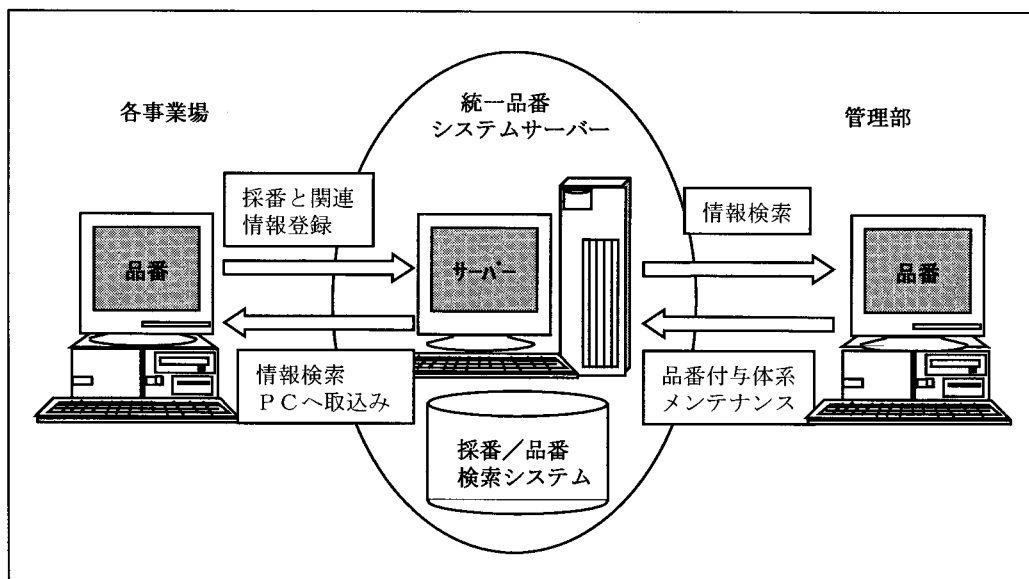 各事業場
統一品番
システムサーバー
管理部
採番と関連
情報登録
情報検索
品番
サーバー
品番
情報検索
ＰＣへ取込み
品番付与体系
メンテナンス
採番／品番
検索システム